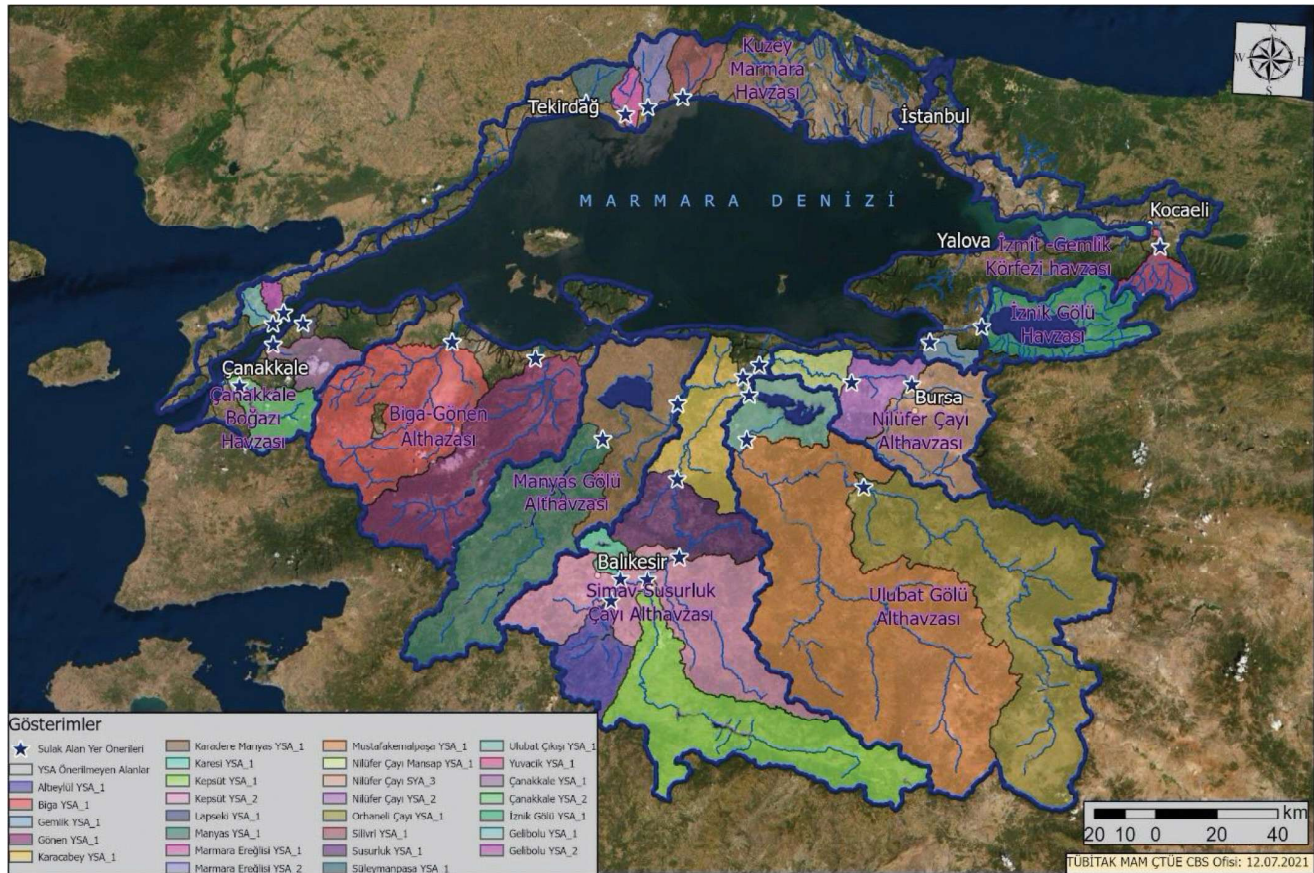 N
W E
S
Kuzey
Marmara
Havzası
Tekirdağ
İstanbul
MARMARA DENİZİ
Kocaeli
Yalova
İzmit -Gemlik
Körfezi havzası
İznik Gölü
Havzası
Çanakkale
Çanakkale
Boğazı
Havzası
Biga-Gönen
Althazası
Bursa
Nilüfer Çayı
Althavzası
Manyas Gölü
Althavzası
Balıkesir
Simav-Susurluk
Çayı Althavzası
Ulubat Gölü
Althavzası
Gösterimler
Sulak Alan Yer Önerileri
YSA Önerilmeyen Alanlar
Altıeylül YSA_1
Biga YSA_1
Gemlik YSA_1
Gönen YSA_1
Karacabey YSA_1
Karadere Manyas YSA_1
Karesi YSA_1
Kepsüt YSA_1
Kepsüt YSA_2
Lapseki YSA_1
Manyas YSA_1
Marmara Ereğlisi YSA_1
Marmara Ereğlisi YSA_2
Mustafakemalpaşa YSA_1
Nilüfer Çayı Mansap YSA_1
Nilüfer Çayı SYA_3
Nilüfer Çayı YSA_2
Orhaneli Çayı YSA_1
Silivri YSA_1
Susurluk YSA_1
Süleymanpaşa YSA_1
Ulubat Çıkışı YSA_1
Yuvacık YSA_1
Çanakkale YSA_1
Çanakkale YSA_2
İznik Gölü YSA_1
Gelibolu YSA_1
Gelibolu YSA_2
km
20 10 0 20 40
TÜBİTAK MAM ÇTÜE CBS Ofisi: 12.07.2021